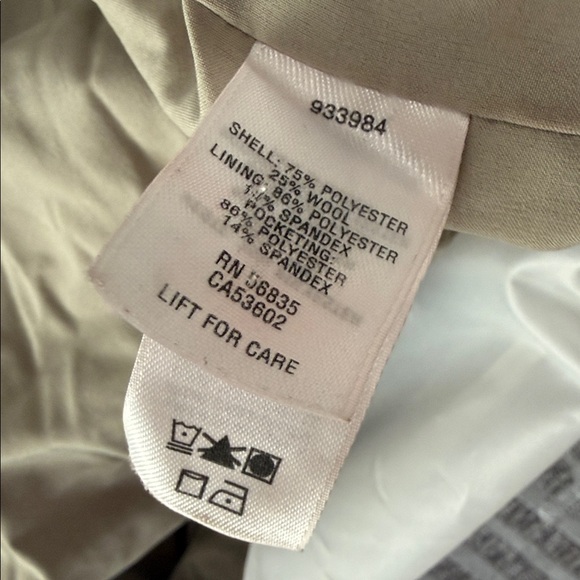 933984
SHELL: 75% POLYESTER
25% WOOL
LINING: 86% POLYESTER
14% SPANDEX
POCKETING:
86% POLYESTER
14% SPANDEX
RN 56835
CA53602
LIFT FOR CARE